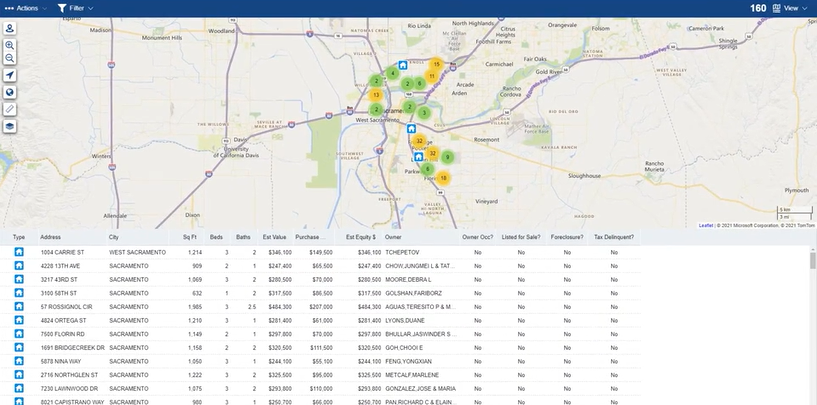 Actions
Filter
160
View
Esparto
Madison
Monument Hills
Woodland
NATOMAS CREEK
Rio Linda
North Highlands
Citrus Heights
Orangevale
Folsom
Cameron Park
Shingle Springs
Foothill Farms
Carmichael
Fair Oaks
Gold River
Arden Arcade
Rancho Cordova
West Sacramento
Davis
University of California Davis
Winters
Rosemont
Sloughhouse
Rancho Murieta
Plymouth
Vineyard
Allendale
Dixon
15
4
11
2
2
6
13
2
2
3
32
32
9
6
18
5 km
3 mi
Leaflet | © 2021 Microsoft Corporation, © 2021 TomTom
Type Address City Sq Ft Beds Baths Est Value Purchase ... Est Equity $ Owner Owner Occ? Listed for Sale? Foreclosure? Tax Delinquent?
1004 CARRIE ST WEST SACRAMENTO 1,214 3 2 $346,100 $149,500 $346,100 TCHEPETOV No No No No
4228 13TH AVE SACRAMENTO 909 2 1 $247,400 $65,500 $247,400 CHOW,JUNGMEI L & TAT ... No No No No
3217 43RD ST SACRAMENTO 1,069 3 2 $280,500 $70,000 $280,500 MOORE,DEBRA L No No No No
3100 58TH ST SACRAMENTO 632 1 2 $317,500 $86,500 $317,500 GOLSHAN,FARIBORZ No No No No
57 ROSSIGNOL CIR SACRAMENTO 1,985 3 2.5 $484,300 $207,000 $484,300 AGUAS,TERESITO P & M... No No No No
4824 ORTEGA ST SACRAMENTO 1,210 3 1 $281,400 $61,000 $281,400 LYONS,DUANE No No No No
7500 FLORIN RD SACRAMENTO 1,149 2 1 $297,800 $70,000 $297,800 BHULLAR,JASWINDER S ... No No No No
1691 BRIDGECREEK DR SACRAMENTO 1,158 2 2 $320,500 $111,500 $320,500 GOH,CHOOI E No No No No
5878 NINA WAY SACRAMENTO 1,050 3 1 $244,100 $55,100 $244,100 FENG,YONGXIAN No No No No
2716 NORTHGLEN ST SACRAMENTO 1,222 3 2 $325,500 $95,000 $325,500 METCALF,MARLENE No No No No
7230 LAWNWOOD DR SACRAMENTO 1,075 3 2 $293,800 $110,000 $293,800 GONZALEZ,JOSE & MARIA No No No No
8021 CAPISTRANO WAY SACRAMENTO 980 3 1 $250,700 $66,000 $250,700 PAN,RICHARD C & ELAIN... No No No No